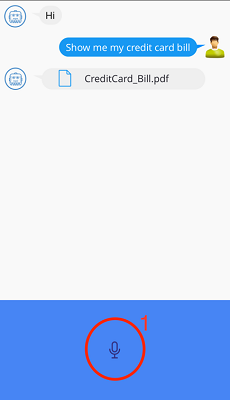 Hi
Show me my credit card bill
CreditCard_Bill.pdf
1